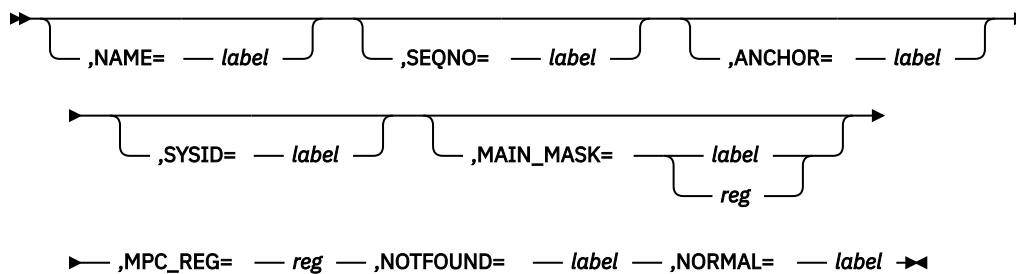 ,NAME= label ,SEQNO= label ,ANCHOR= label
,SYSID= label ,MAIN_MASK= label
reg
,MPC_REG= reg ,NOTFOUND= label ,NORMAL= label